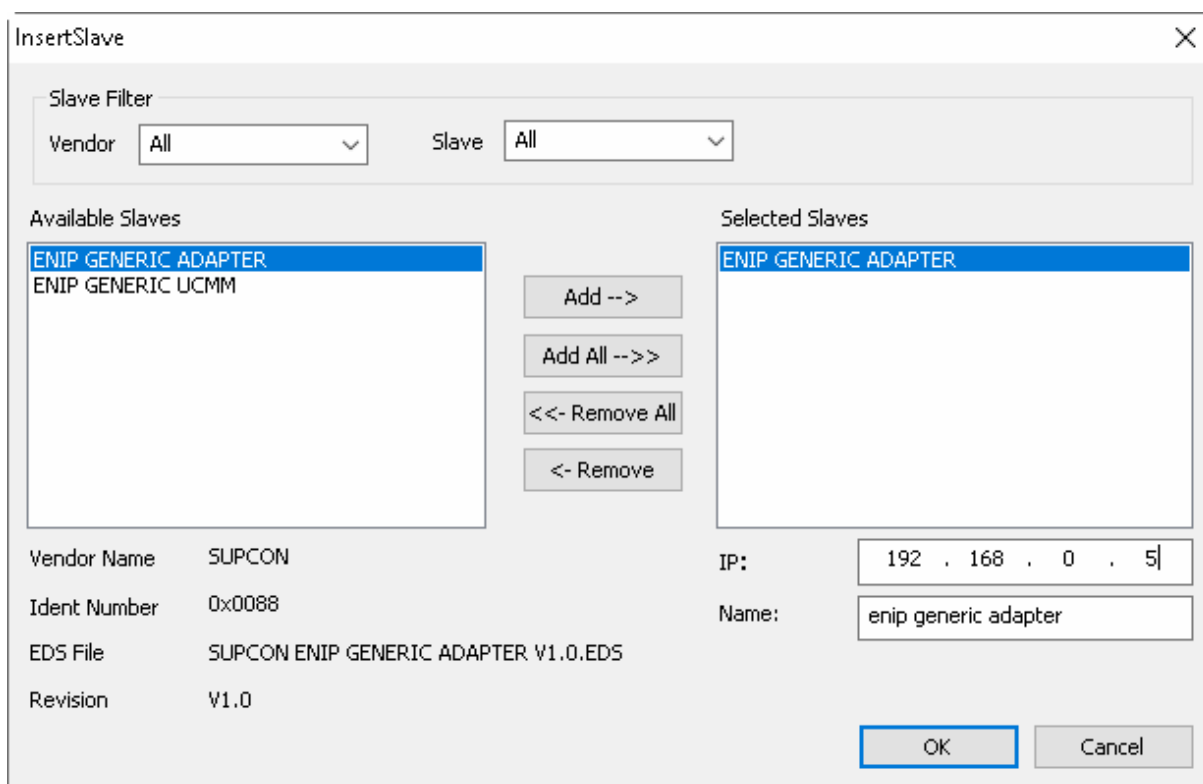 InsertSlave
Slave Filter
Vendor All Slave All
Available Slaves Selected Slaves
ENIP GENERIC ADAPTER ENIP GENERIC ADAPTER
ENIP GENERIC UCMM
Add -->
Add All -->>
<<- Remove All
<- Remove
Vendor Name SUPCON IP: 192 . 168 . 0 . 5
Ident Number 0x0088 Name: enip generic adapter
EDS File SUPCON ENIP GENERIC ADAPTER V1.0.EDS
Revision V1.0
OK Cancel